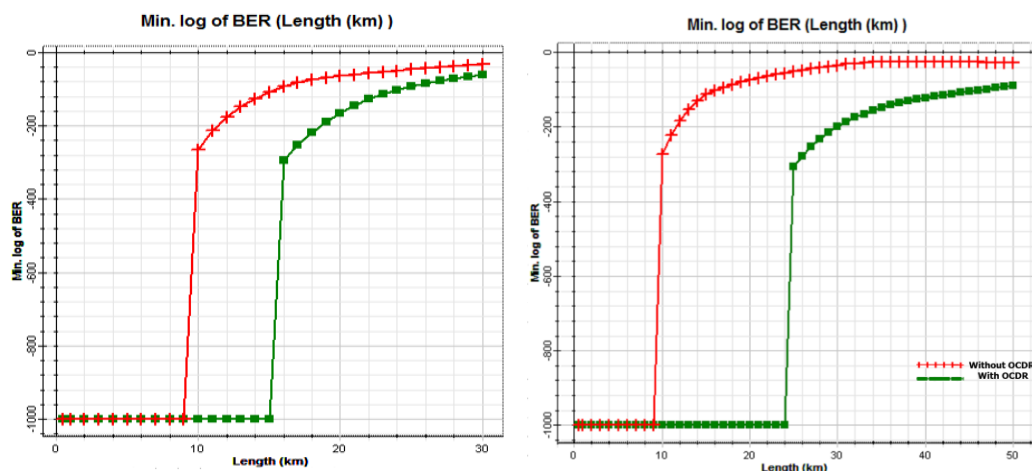 Min. log of BER (Length (km) )
0
-200
-400
-600
-800
-1000
Min. log of BER
0
10
20
30
Length (km)
Min. log of BER (Length (km) )
0
-200
-400
-600
-800
-1000
Min. log of BER
Without OCDR
With OCDR
0
10
20
30
40
50
Length (km)